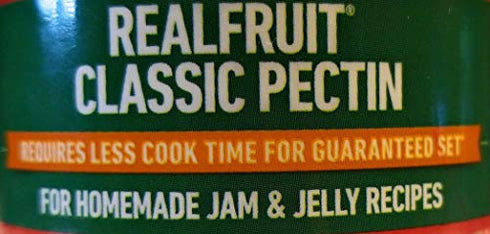 REALFRUIT®
CLASSIC PECTIN
REQUIRES LESS COOK TIME FOR GUARANTEED SET*
FOR HOMEMADE JAM & JELLY RECIPES